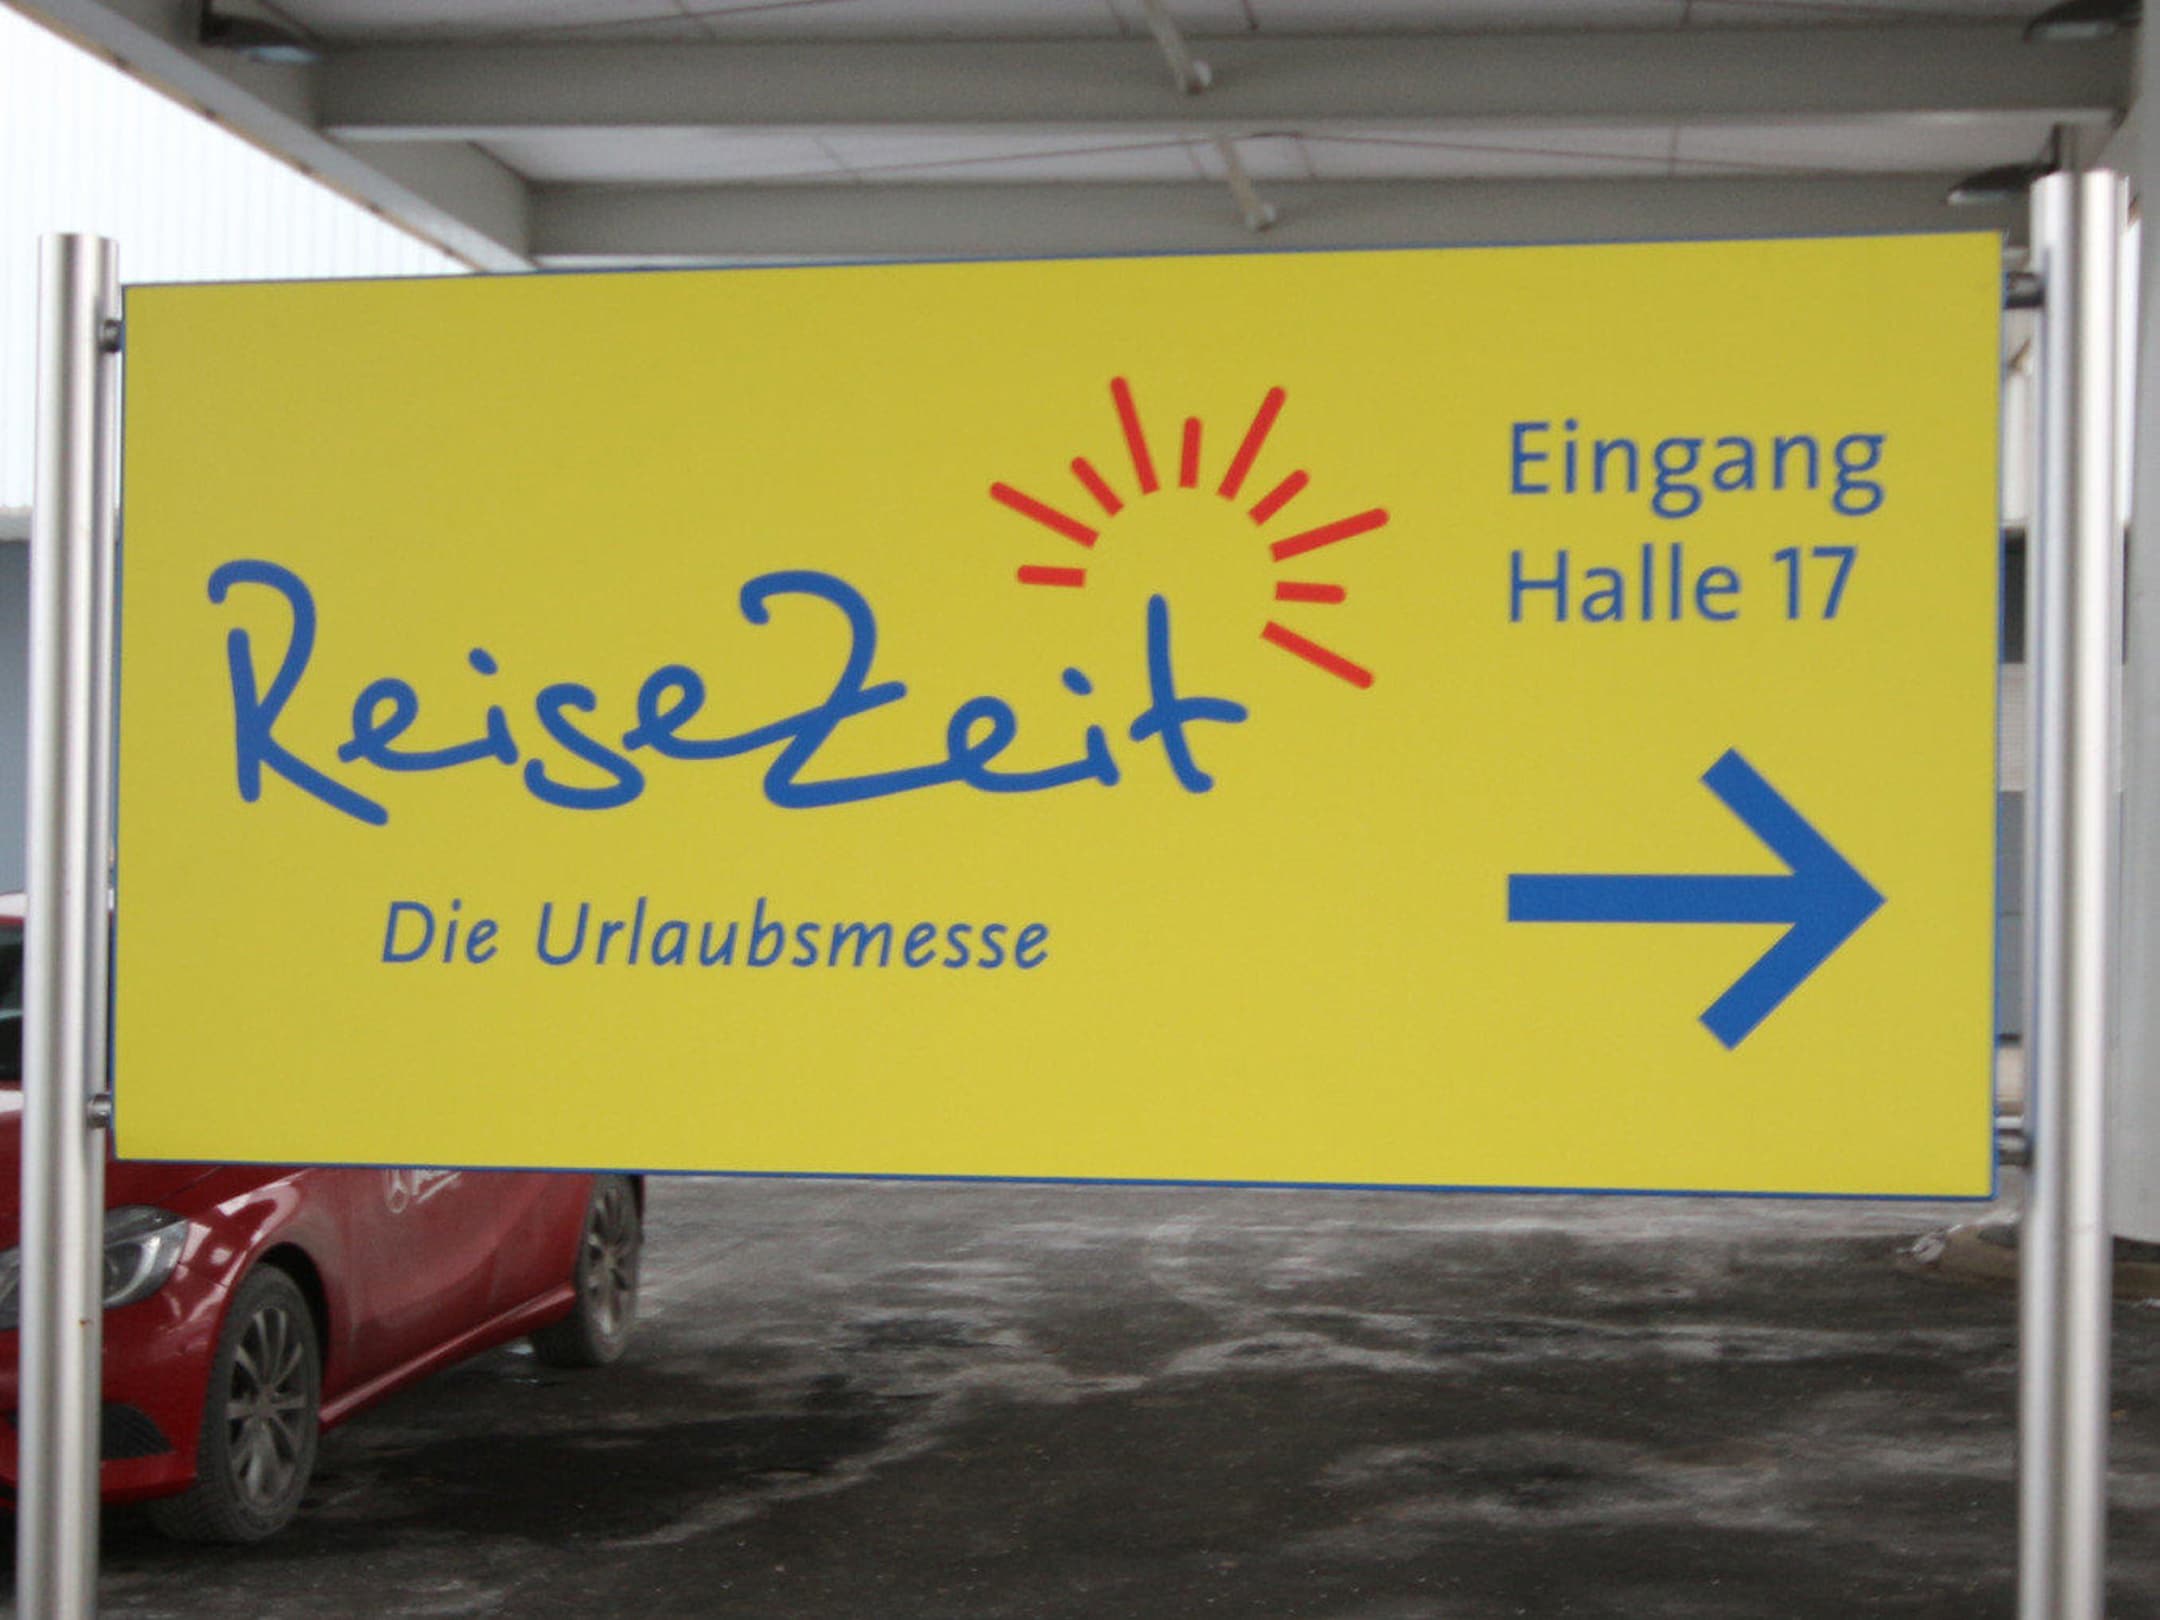 ReiseZeit
Die Urlaubsmesse
Eingang
Halle 17